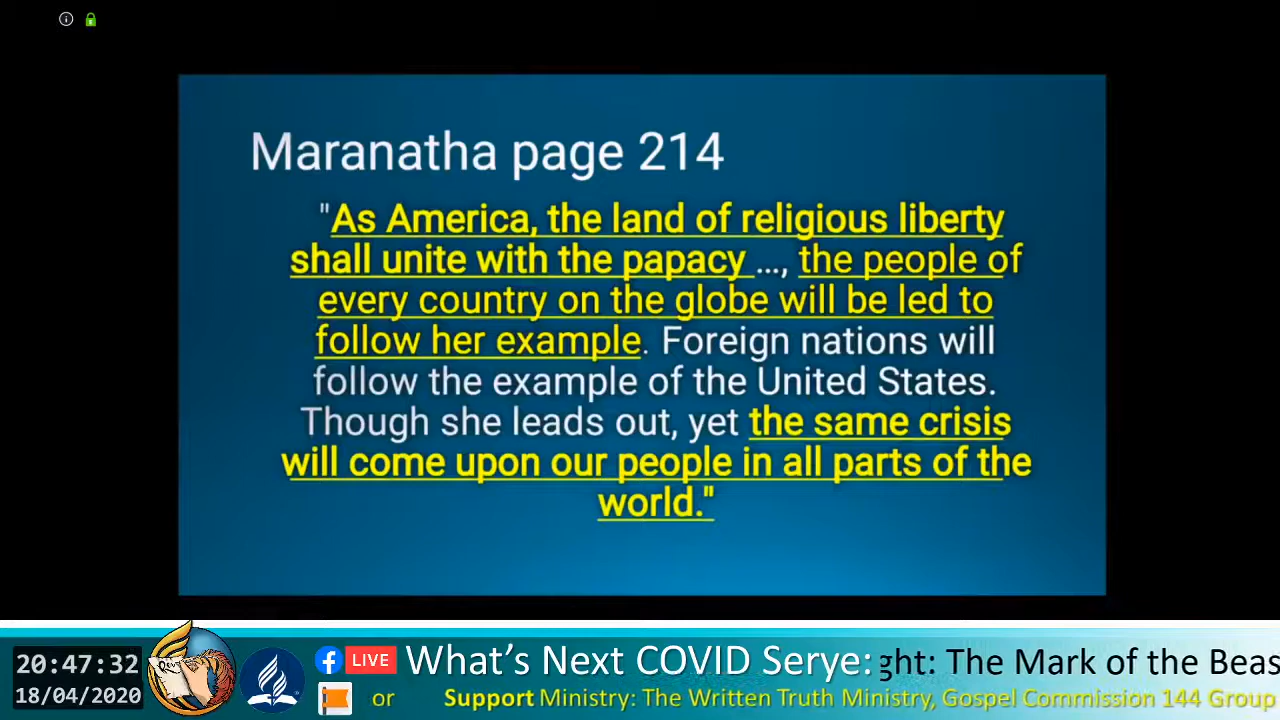 Maranatha page 214
"As America, the land of religious liberty
shall unite with the papacy …, the people of
every country on the globe will be led to
follow her example. Foreign nations will
follow the example of the United States.
Though she leads out, yet the same crisis
will come upon our people in all parts of the
world."
20:47:32
18/04/2020
LIVE What's Next COVID Serye: ght: The Mark of the Beas
or Support Ministry: The Written Truth Ministry, Gospel Commission 144 Group